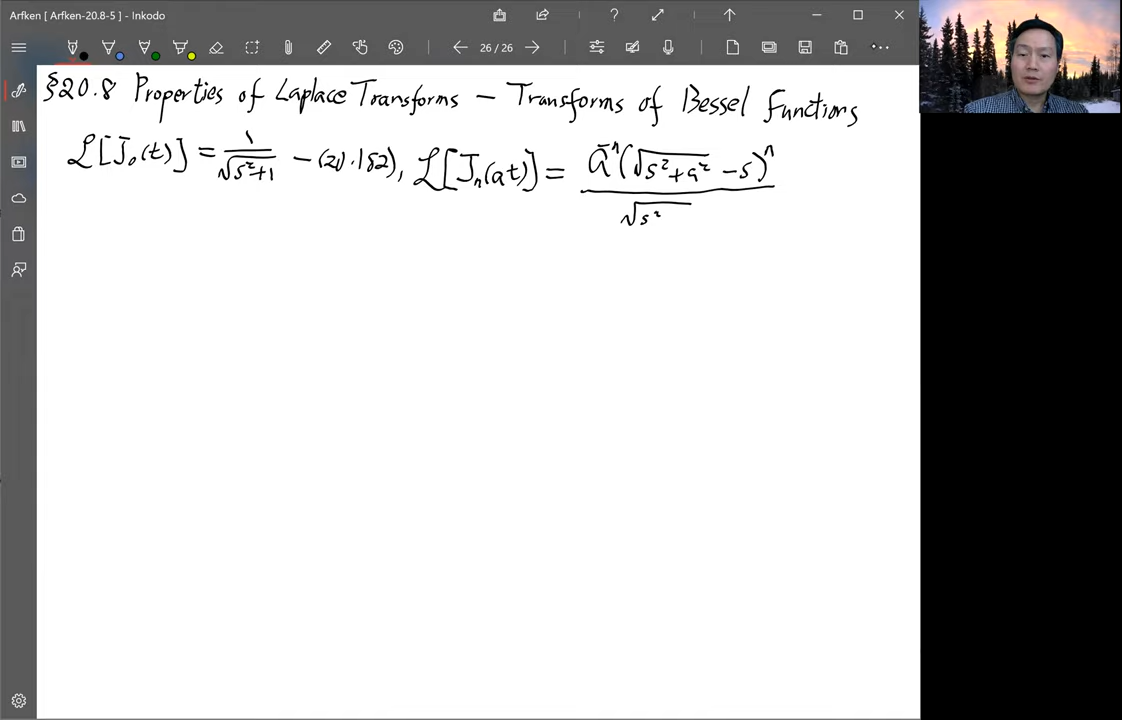 Arfken [ Arfken-20.8-5 ] - Inkodo
26 / 26
§20.8 Properties of Laplace Transforms – Transforms of Bessel Functions
ℒ[J₀(t)] = 1/√(s²+1) – (20.182), ℒ[Jₙ(at)] = a⁻ⁿ(√(s²+a²) – s)ⁿ / √s²